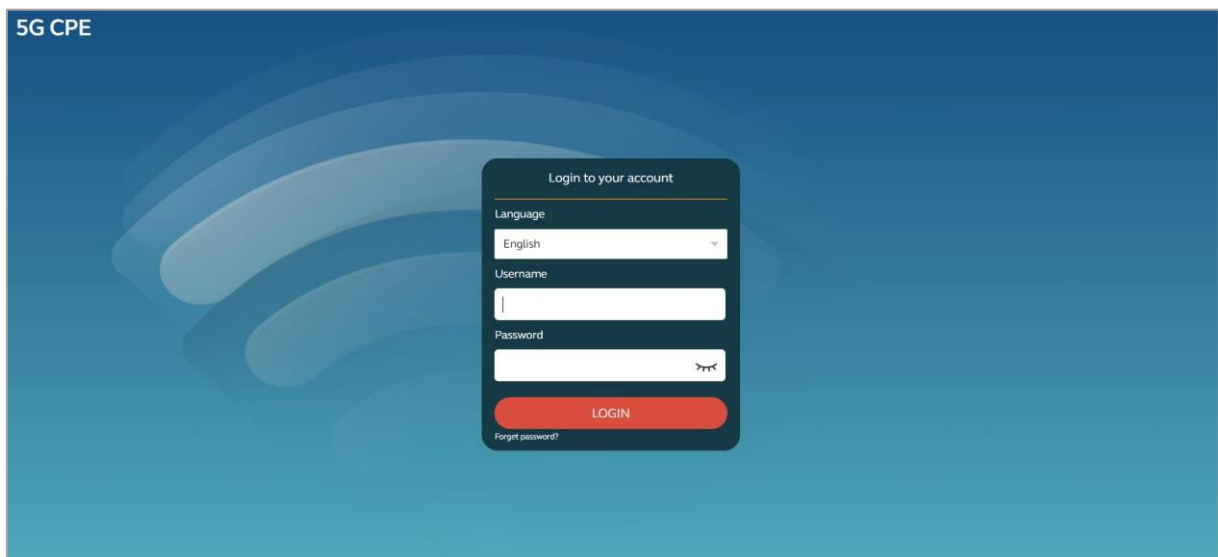 5G CPE
Login to your account
Language
English
Username
Password
LOGIN
Forget password?